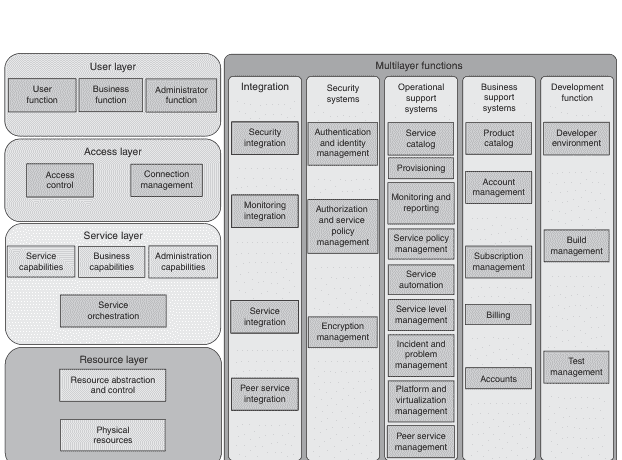 User layer
User
function
Business
function
Administrator
function
Access layer
Access
control
Connection
management
Service layer
Service
capabilities
Business
capabilities
Administration
capabilities
Service
orchestration
Resource layer
Resource abstraction
and control
Physical
resources
Multilayer functions
Integration
Security
integration
Monitoring
integration
Service
integration
Peer service
integration
Security
systems
Authentication
and identity
management
Authorization
and service
policy
management
Encryption
management
Operational
support
systems
Service
catalog
Provisioning
Monitoring and
reporting
Service policy
management
Service
automation
Service level
management
Incident and
problem
management
Platform and
virtualization
management
Peer service
management
Business
support
systems
Product
catalog
Account
management
Subscription
management
Billing
Accounts
Development
function
Developer
environment
Build
management
Test
management